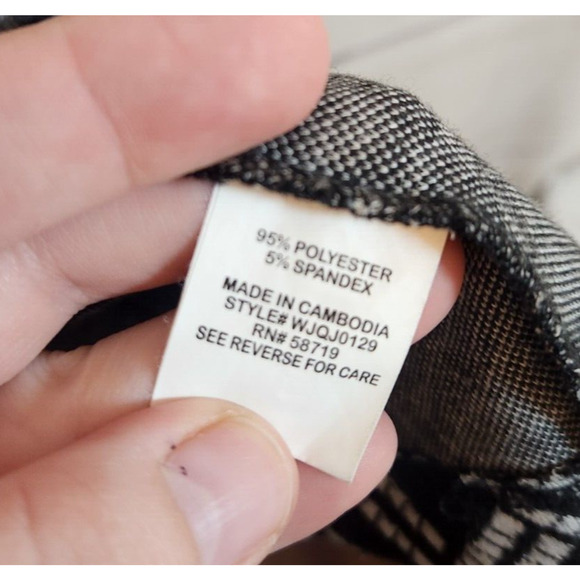 95% POLYESTER
5% SPANDEX
MADE IN CAMBODIA
STYLE# WJQJ0129
RN# 58719
SEE REVERSE FOR CARE